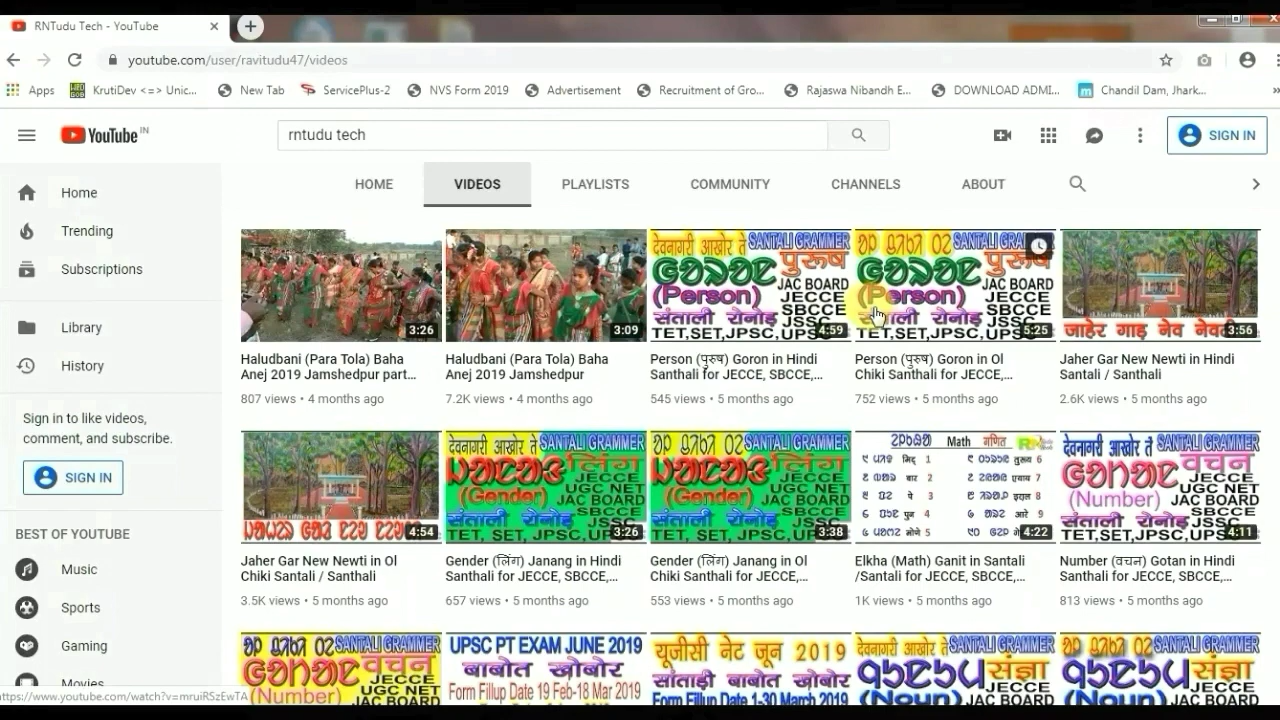 RNTudu Tech - YouTube
youtube.com/user/ravitudu47/videos
Apps KrutiDev <=> Unic... New Tab ServicePlus-2 NVS Form 2019 Advertisement Recruitment of Gro... Rajaswa Nibandh E... DOWNLOAD ADMI... Chandil Dam, Jhark... »
YouTube IN
rntudu tech
SIGN IN
HOME VIDEOS PLAYLISTS COMMUNITY CHANNELS ABOUT
Home
Trending
Subscriptions
Library
History
Sign in to like videos,
comment, and subscribe.
SIGN IN
BEST OF YOUTUBE
Music
Sports
Gaming
Movies
https://www.youtube.com/watch?v=mruiRSzEwTA
3:26
Haludbani (Para Tola) Baha
Anej 2019 Jamshedpur part...
807 views • 4 months ago
3:09
Haludbani (Para Tola) Baha
Anej 2019 Jamshedpur
7.2K views • 4 months ago
देवनागरी आखोर ते SANTALI GRAMMER
पुरूष
(Person) JAC BOARD
JECCE
SBCCE
संताली रोनोड़ JSSC
TET,SET,JPSC,UPSC
4:59
Person (पुरुष) Goron in Hindi
Santhali for JECCE, SBCCE,...
545 views • 5 months ago
SANTALI GRA
पुरूष
(Person) JAC BOARD
JECCE
SBCCE
ाली रोनोड़ JSSC
TET,SET,JPSC,UPS
5:25
Person (पुरुष) Goron in Ol
Chiki Santhali for JECCE,...
752 views • 5 months ago
3:56
Jaher Gar New Newti in Hindi
Santali / Santhali
2.6K views • 5 months ago
4:54
Jaher Gar New Newti in Ol
Chiki Santali / Santhali
3.5K views • 5 months ago
देवनागरी आखोर ते SANTALI GRAMMER
लिंग
(Gender) JECCE
UGC NET
JAC BOARD
SBCCE
संताली रोनोड़ JSS
TET, SET,JPSC,UP
3:26
Gender (लिंग) Janang in Hindi
Santhali for JECCE, SBCCE,...
657 views • 5 months ago
SANTALI GRAMMER
लिंग
(Gender) JECCE
UGC NET
JAC BOARD
SBCCE
संताली रोनोड़ JSS
TET, SET,JPSC,UP
3:38
Gender (लिंग) Janang in Ol
Chiki Santhali for JECCE,...
553 views • 5 months ago
Math गणित
4:22
Elkha (Math) Ganit in Santali
/Santali for JECCE, SBCCE,...
1K views • 5 months ago
देवनागरी आखोर ते SANTALI GRAMMER
वचन
(Number) JECCE
UGC NET
JAC BOARD
SBCCE
संताली रोनोड़ JSS
TET, SET,JPSC,UPS
4:11
Number (वचन) Gotan in Hindi
Santhali for JECCE, SBCCE,...
813 views • 5 months ago
SANTALI GRAMMER
वचन
JECCE
(Number) UGC NET
UPSC PT EXAM JUNE 2019
बाबोत खोबोर
Form Fillup Date 19 Feb-18 Mar 2019
यूजीसी नेट जून 2019
सांताड़ी बाबोत खोबोर
Form Fillup Date 1-30 March 2019
देवनागरी आखोर ते SANTALI GRAMMER
संज्ञा
JECCE
UGC NET
(Noun) JAC BOARD
SANTALI GRAMMER
संज्ञा
JECCE
UGC NET
(Noun) JAC BOARD